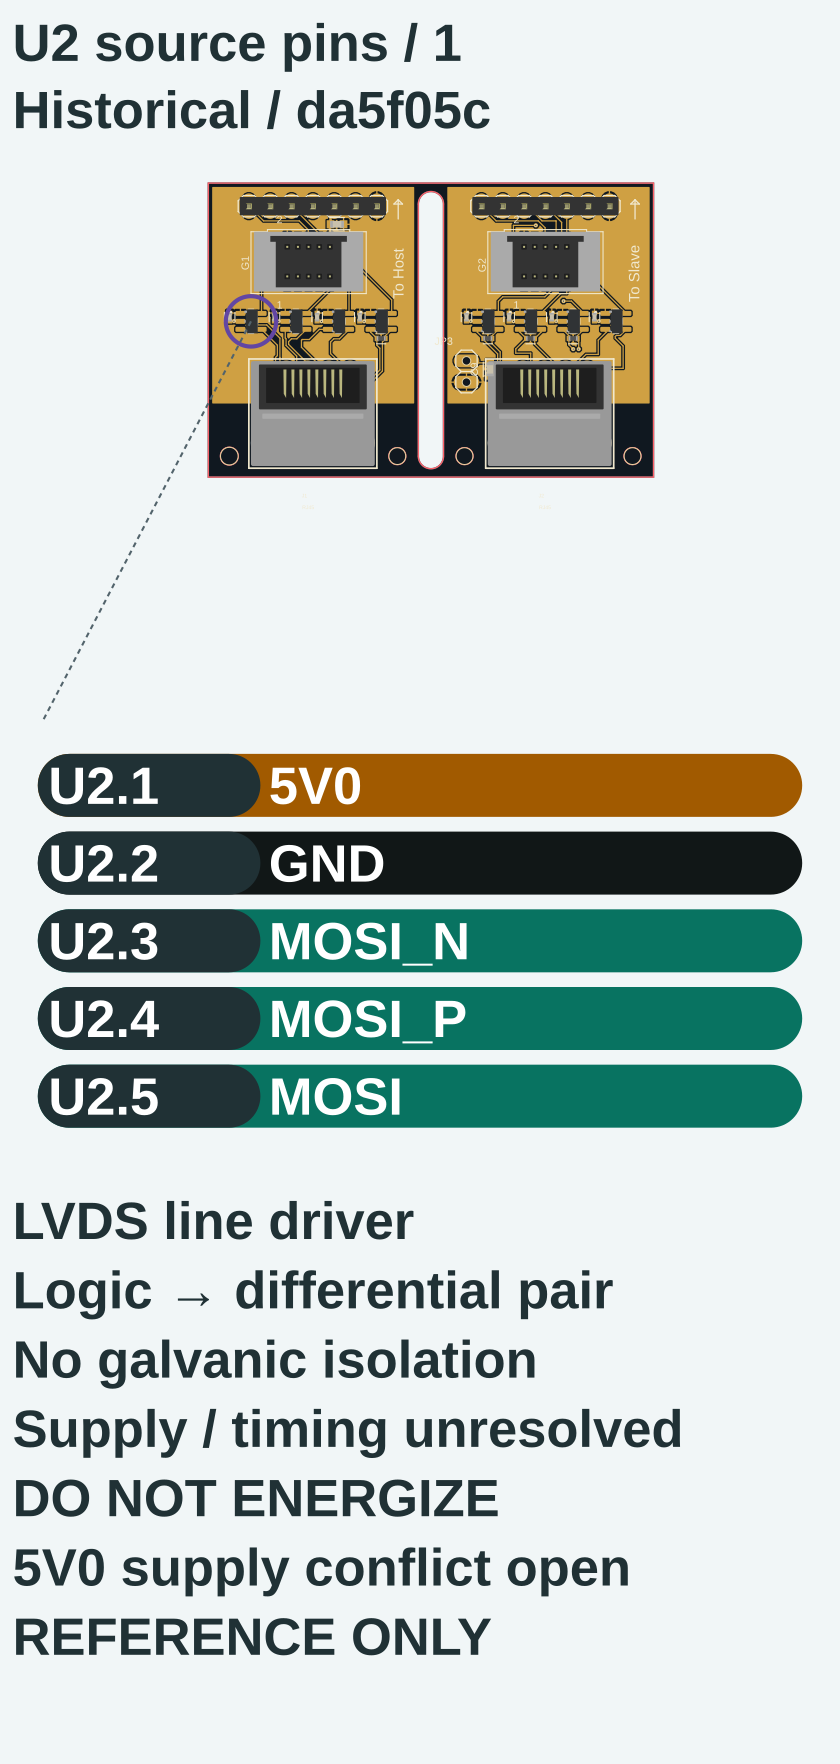 U2 source pins / 1
Historical / da5f05c
To Host
To Slave
G1
G2
1
1
U2.1 5V0
U2.2 GND
U2.3 MOSI_N
U2.4 MOSI_P
U2.5 MOSI
LVDS line driver
Logic → differential pair
No galvanic isolation
Supply / timing unresolved
DO NOT ENERGIZE
5V0 supply conflict open
REFERENCE ONLY